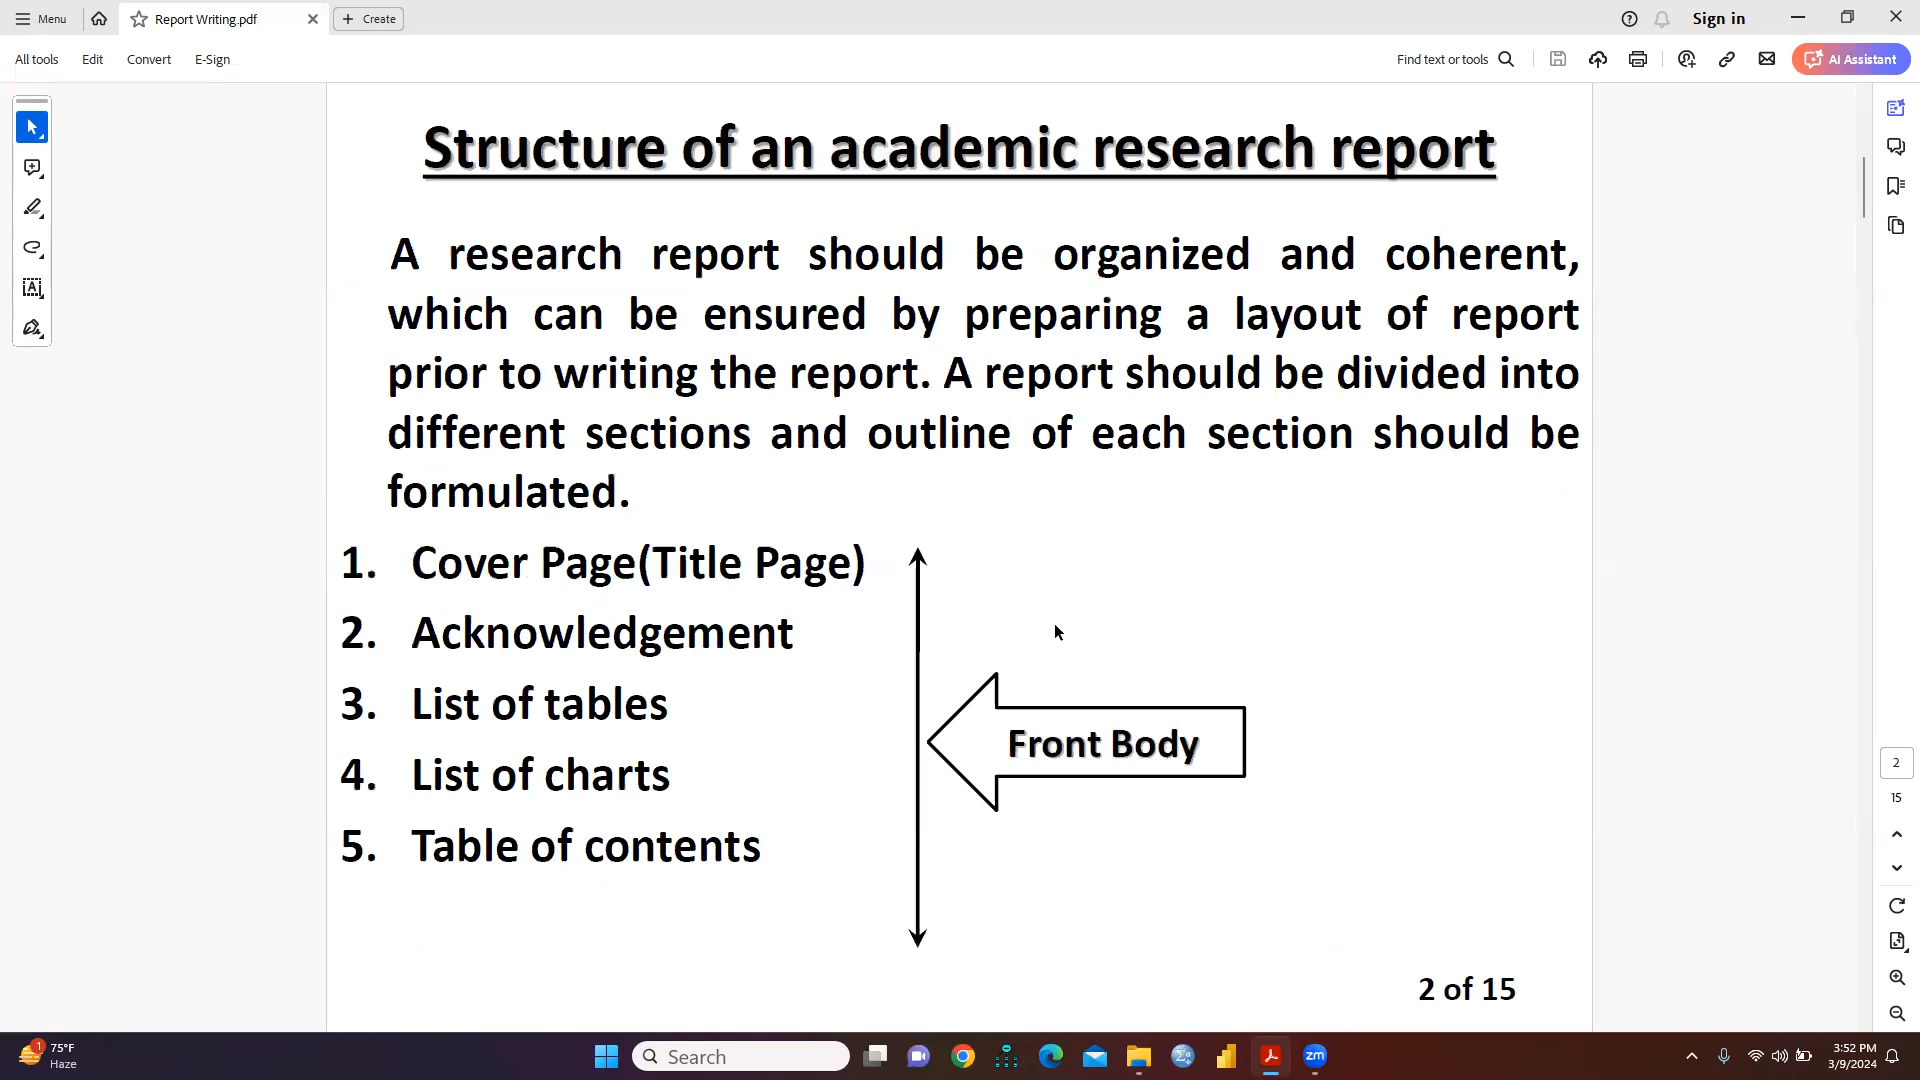 Menu
Report Writing.pdf
Create
Sign in
All tools
Edit
Convert
E-Sign
Find text or tools
AI Assistant
Structure of an academic research report
A research report should be organized and coherent,
which can be ensured by preparing a layout of report
prior to writing the report. A report should be divided into
different sections and outline of each section should be
formulated.
1. Cover Page(Title Page)
2. Acknowledgement
3. List of tables
4. List of charts
5. Table of contents
Front Body
2 of 15
2
15
1
75°F
Haze
Search
zm
3:52 PM
3/9/2024